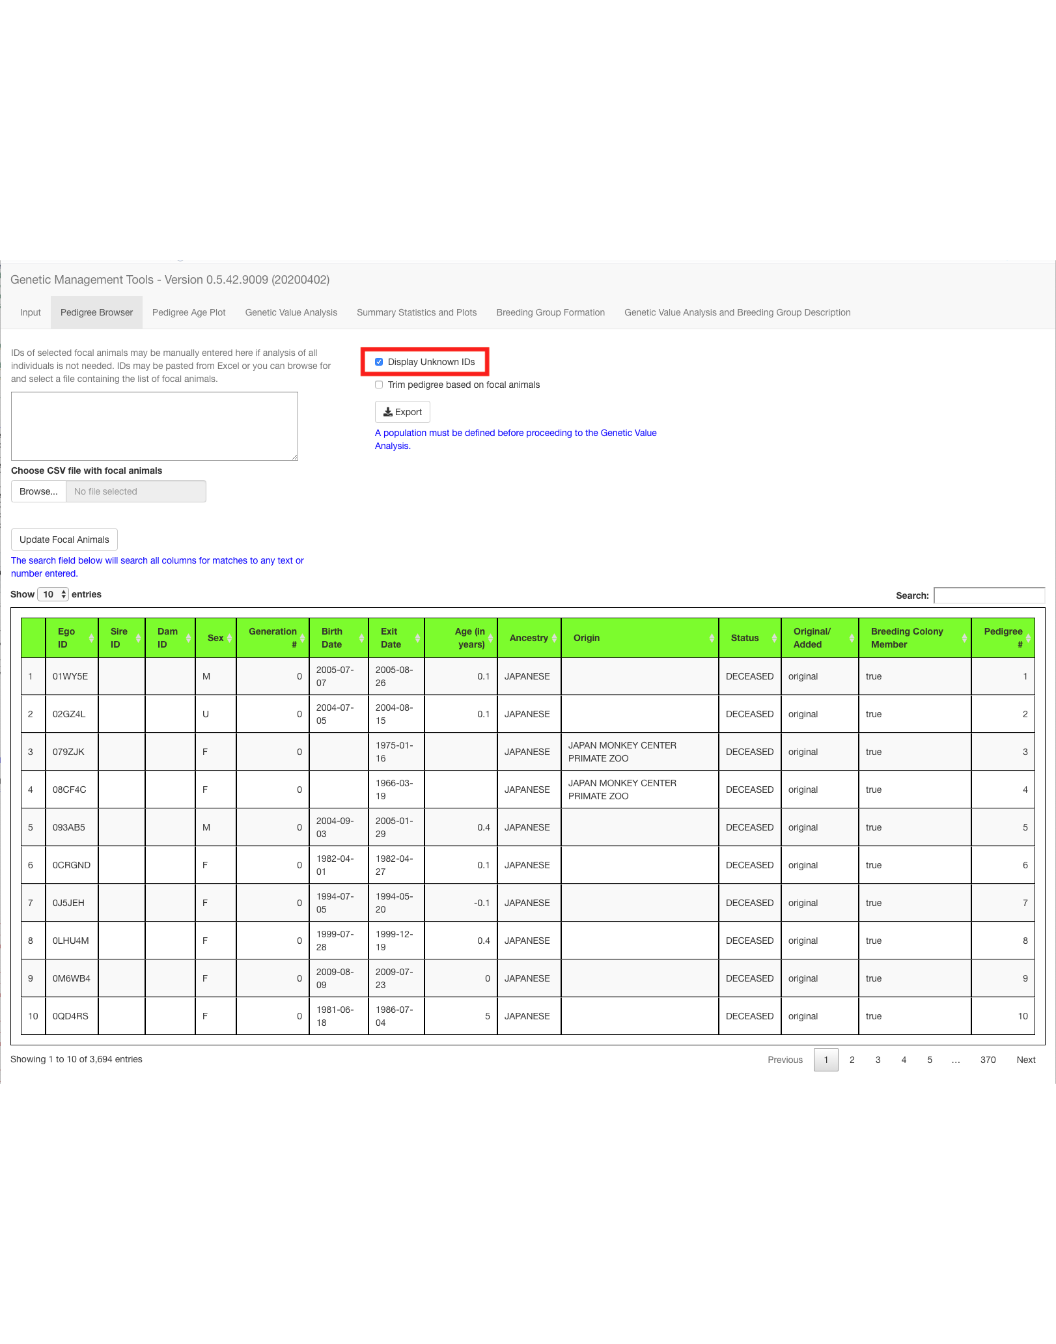 Genetic Management Tools - Version 0.5.42.9009 (20200402)
Input Pedigree Browser Pedigree Age Plot Genetic Value Analysis Summary Statistics and Plots Breeding Group Formation Genetic Value Analysis and Breeding Group Description
IDs of selected focal animals may be manually entered here if analysis of all
individuals is not needed. IDs may be pasted from Excel or you can browse for
and select a file containing the list of focal animals.
Display Unknown IDs
Trim pedigree based on focal animals
Export
A population must be defined before proceeding to the Genetic Value
Analysis.
Choose CSV file with focal animals
Browse... No file selected
Update Focal Animals
The search field below will search all columns for matches to any text or
number entered.
Show 10 entries
Search:
Ego ID Sire ID Dam ID Sex Generation # Birth Date Exit Date Age (in years) Ancestry Origin Status Original/ Added Breeding Colony Member Pedigree #
1 01WY5E M 0 2005-07-07 2005-08-26 0.1 JAPANESE DECEASED original true 1
2 02GZ4L U 0 2004-07-05 2004-08-15 0.1 JAPANESE DECEASED original true 2
3 079ZJK F 0 1975-01-16 JAPANESE JAPAN MONKEY CENTER PRIMATE ZOO DECEASED original true 3
4 08CF4C F 0 1966-03-19 JAPANESE JAPAN MONKEY CENTER PRIMATE ZOO DECEASED original true 4
5 093AB5 M 0 2004-09-03 2005-01-29 0.4 JAPANESE DECEASED original true 5
6 0CRGND F 0 1982-04-01 1982-04-27 0.1 JAPANESE DECEASED original true 6
7 0J5JEH F 0 1994-07-05 1994-05-20 -0.1 JAPANESE DECEASED original true 7
8 0LHU4M F 0 1999-07-28 1999-12-19 0.4 JAPANESE DECEASED original true 8
9 0M6WB4 F 0 2009-08-09 2009-07-23 0 JAPANESE DECEASED original true 9
10 0QD4RS F 0 1981-06-18 1986-07-04 5 JAPANESE DECEASED original true 10
Showing 1 to 10 of 3,694 entries
Previous 1 2 3 4 5 ... 370 Next